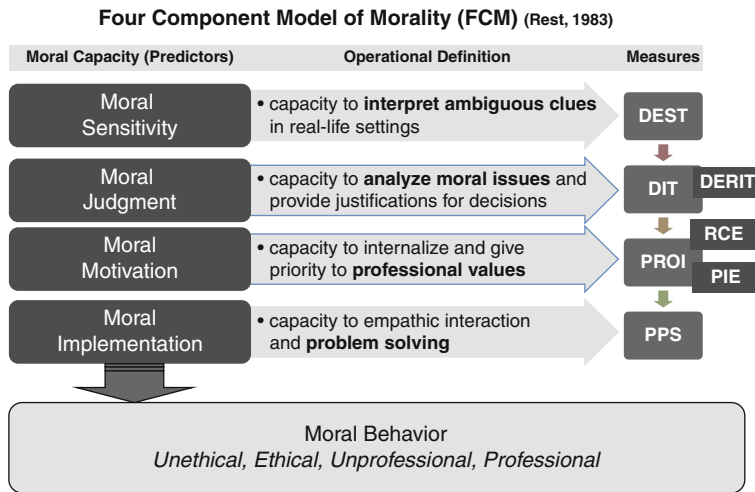 Four Component Model of Morality (FCM) (Rest, 1983)
Moral Capacity (Predictors) Operational Definition Measures
Moral
Sensitivity
• capacity to interpret ambiguous clues
in real-life settings
DEST
Moral
Judgment
• capacity to analyze moral issues and
provide justifications for decisions
DIT
DERIT
Moral
Motivation
• capacity to internalize and give
priority to professional values
PROI
RCE
PIE
Moral
Implementation
• capacity to empathic interaction
and problem solving
PPS
Moral Behavior
Unethical, Ethical, Unprofessional, Professional